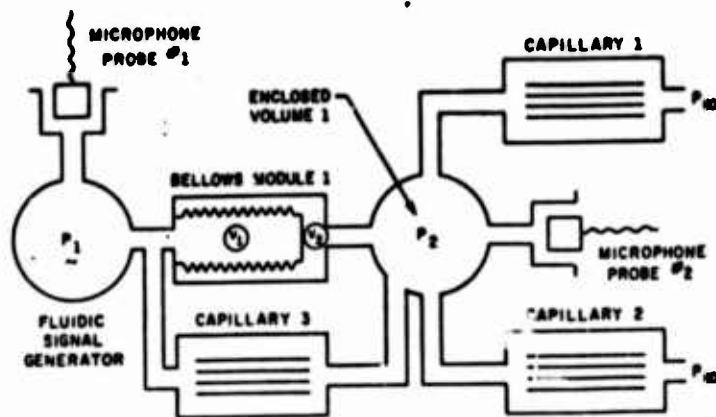 MICROPHONE
PROBE #1
CAPILLARY 1
ENCLOSED
VOLUME 1
BELLOWS MODULE 1
P1
~
V1
V2
P2
MICROPHONE
PROBE #2
FLUIDIC
SIGNAL
GENERATOR
CAPILLARY 3
CAPILLARY 2